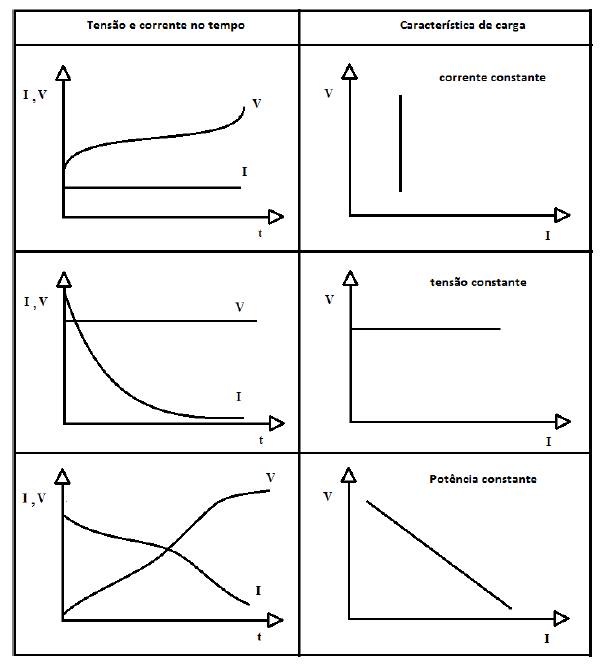 Tensão e corrente no tempo
Característica de carga
I , V
V
I
t
corrente constante
V
I
I , V
V
I
t
tensão constante
V
I
I , V
V
I
t
Potência constante
V
I